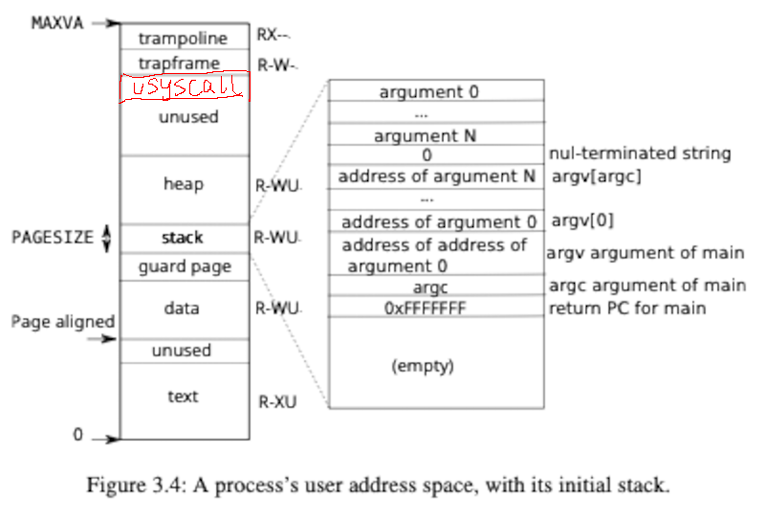 MAXVA
trampoline RX--
trapframe R-W-
usyscall
unused
heap R-WU
PAGESIZE stack R-WU
guard page
data R-WU
Page aligned
unused
text R-XU
0
argument 0
...
argument N
0 nul-terminated string
address of argument N argv[argc]
...
address of argument 0 argv[0]
address of address of
argument 0 argv argument of main
argc argc argument of main
0xFFFFFFF return PC for main
(empty)
Figure 3.4: A process's user address space, with its initial stack.